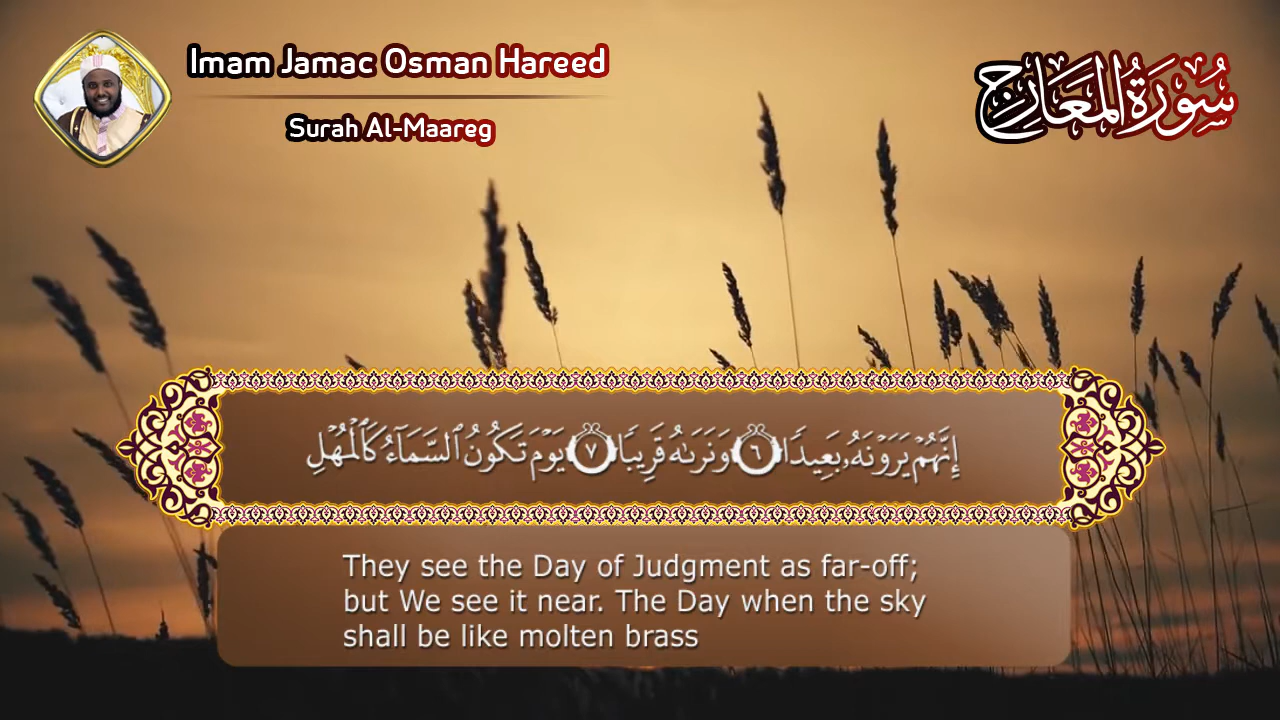 Imam Jamac Osman Hareed
Surah Al-Maareg
سُورَةُ الْمَعَارِجِ
إِنَّهُمْ يَرَوْنَهُۥ بَعِيدًا ٦ وَنَرَىٰهُ قَرِيبًا ٧ يَوْمَ تَكُونُ ٱلسَّمَآءُ كَٱلْمُهْلِ
They see the Day of Judgment as far-off;
but We see it near. The Day when the sky
shall be like molten brass